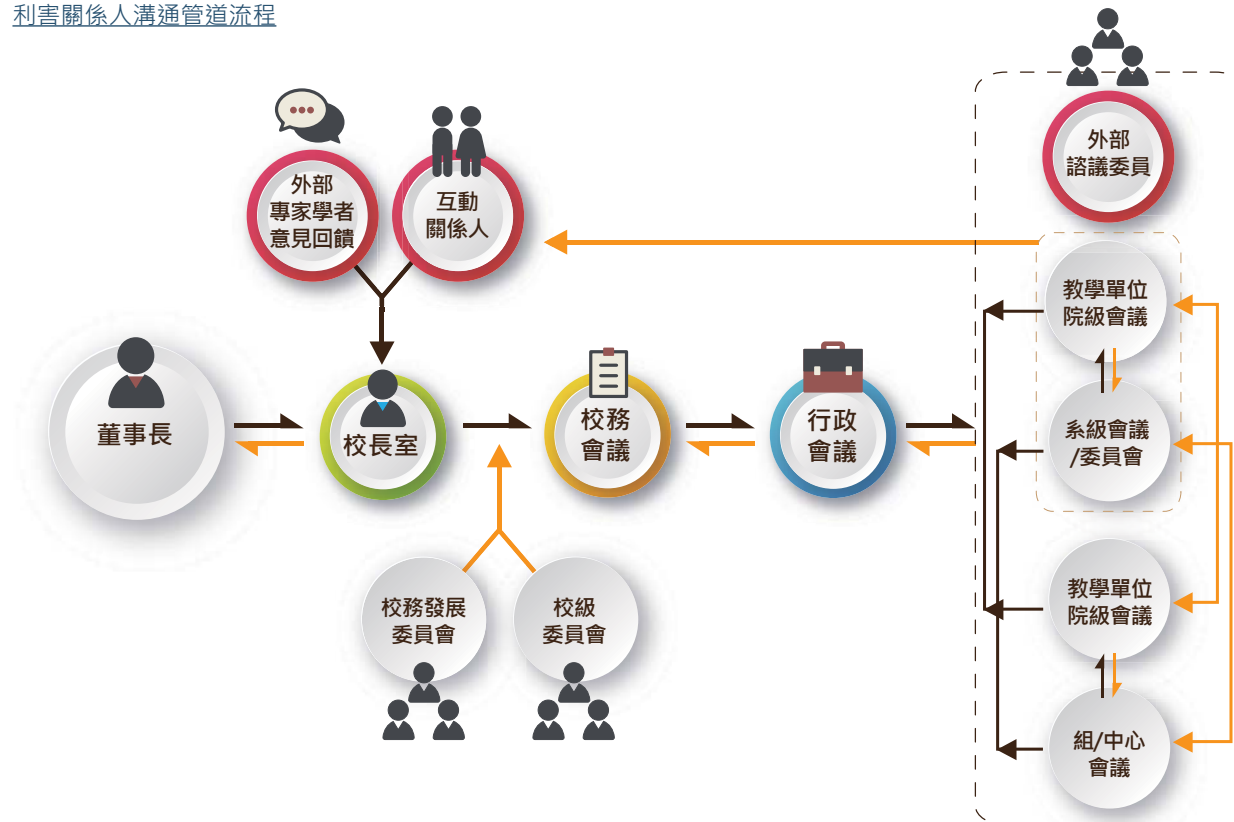 利害關係人溝通管道流程
外部
諮議委員
外部
專家學者
意見回饋
互動
關係人
教學單位
院級會議
董事長
校長室
校務
會議
行政
會議
系級會議
/委員會
校務發展
委員會
校級
委員會
教學單位
院級會議
組/中心
會議